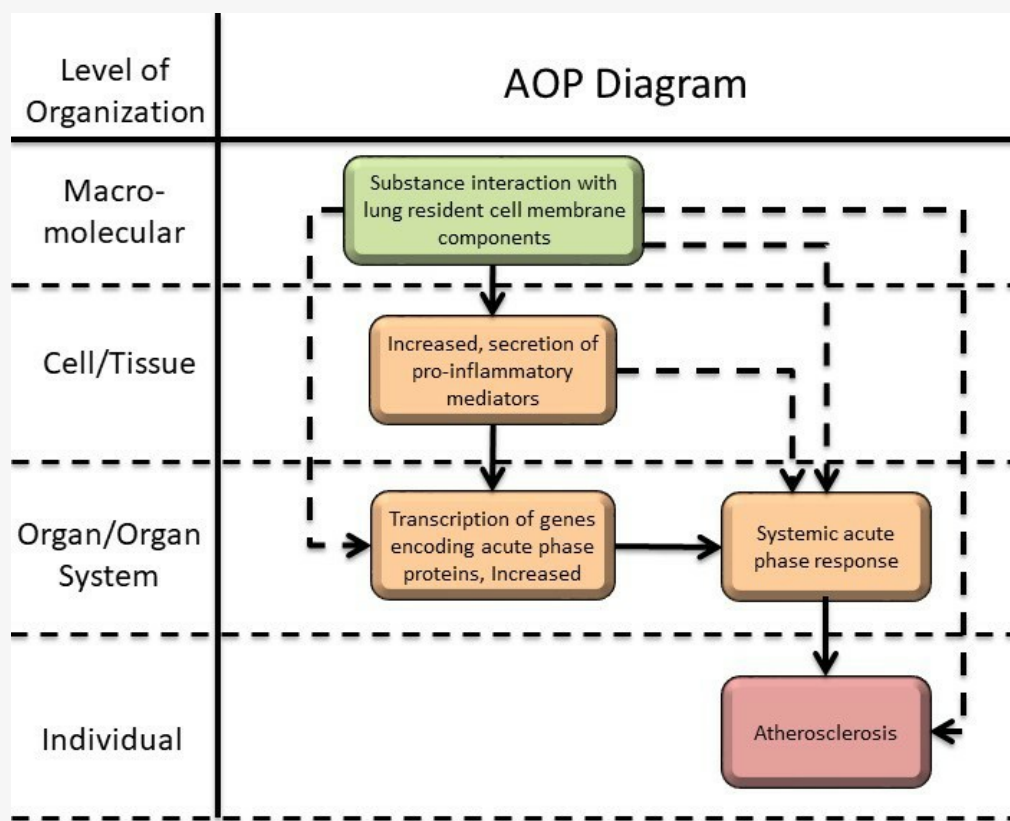 Level of
Organization
AOP Diagram
Macro-
molecular
Substance interaction with
lung resident cell membrane
components
Cell/Tissue
Increased, secretion of
pro-inflammatory
mediators
Organ/Organ
System
Transcription of genes
encoding acute phase
proteins, Increased
Systemic acute
phase response
Individual
Atherosclerosis